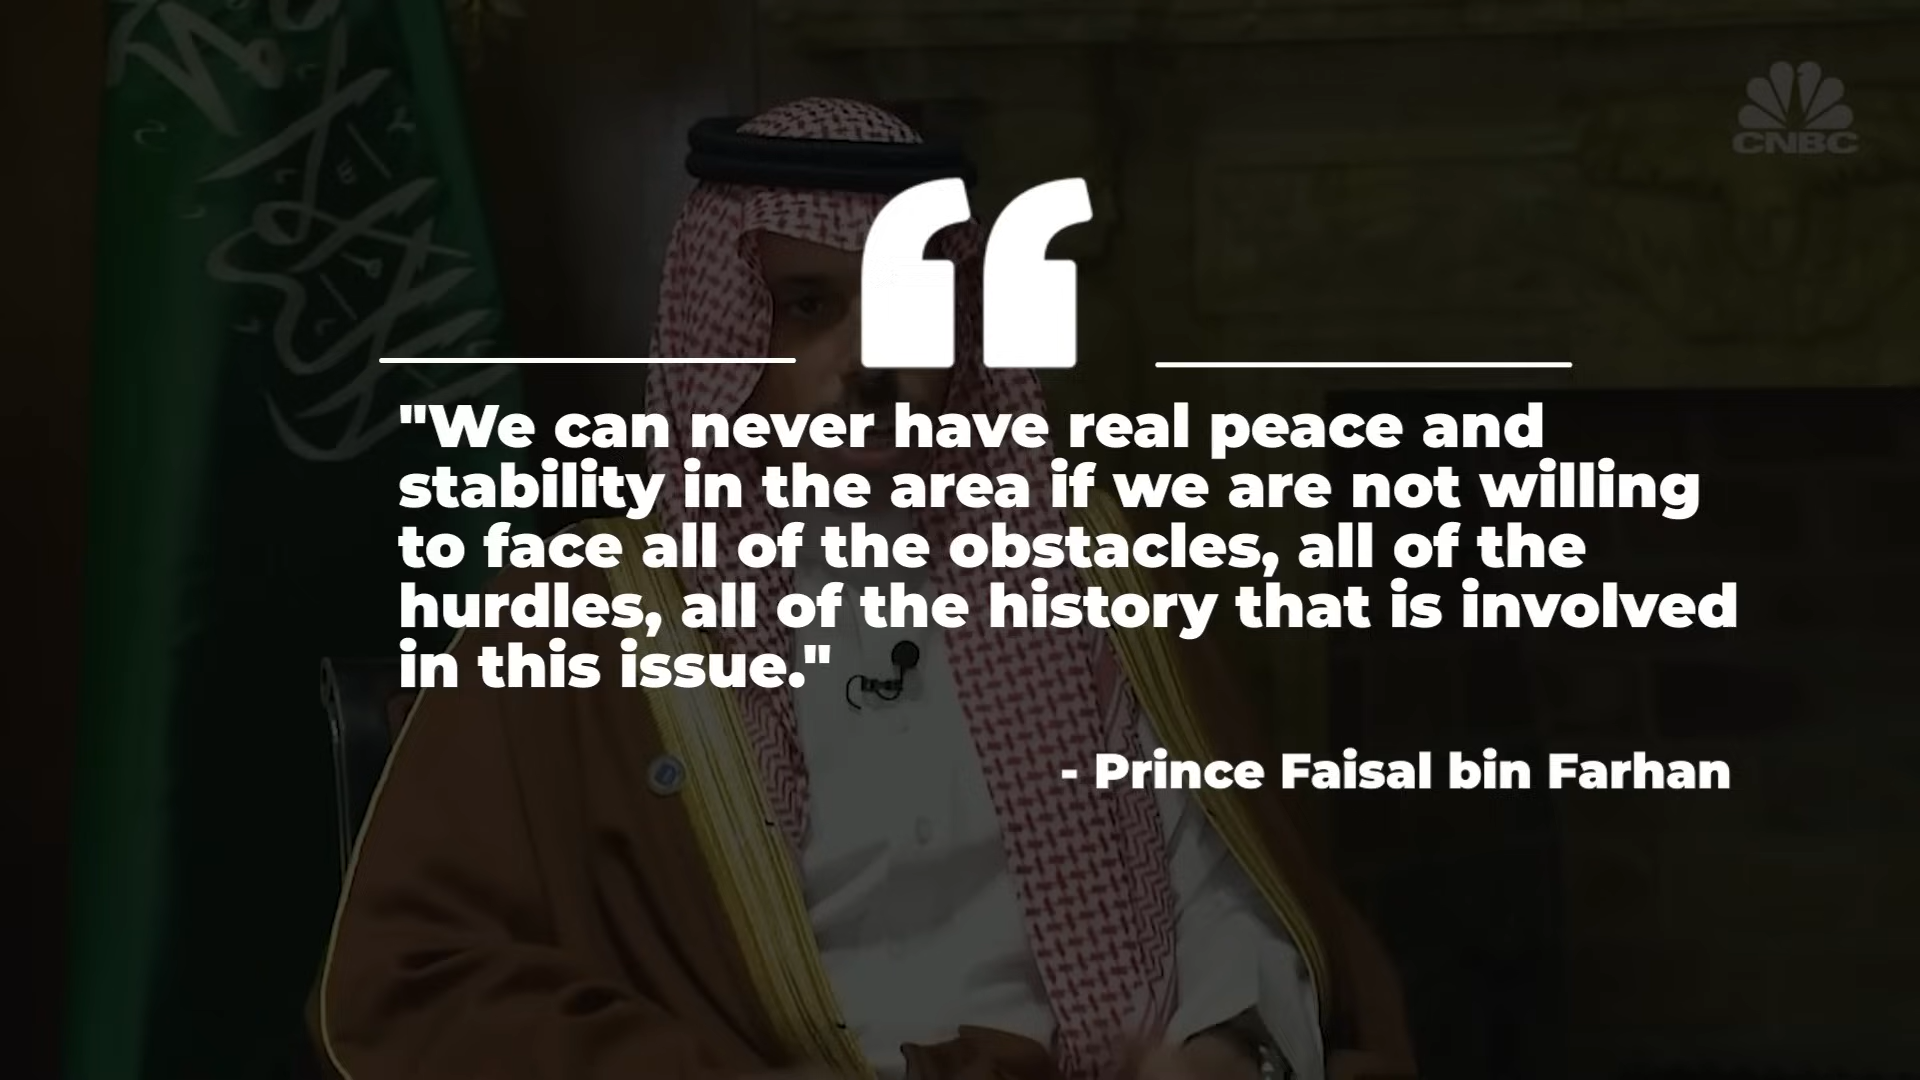 CNBC
"We can never have real peace and
stability in the area if we are not willing
to face all of the obstacles, all of the
hurdles, all of the history that is involved
in this issue."
- Prince Faisal bin Farhan